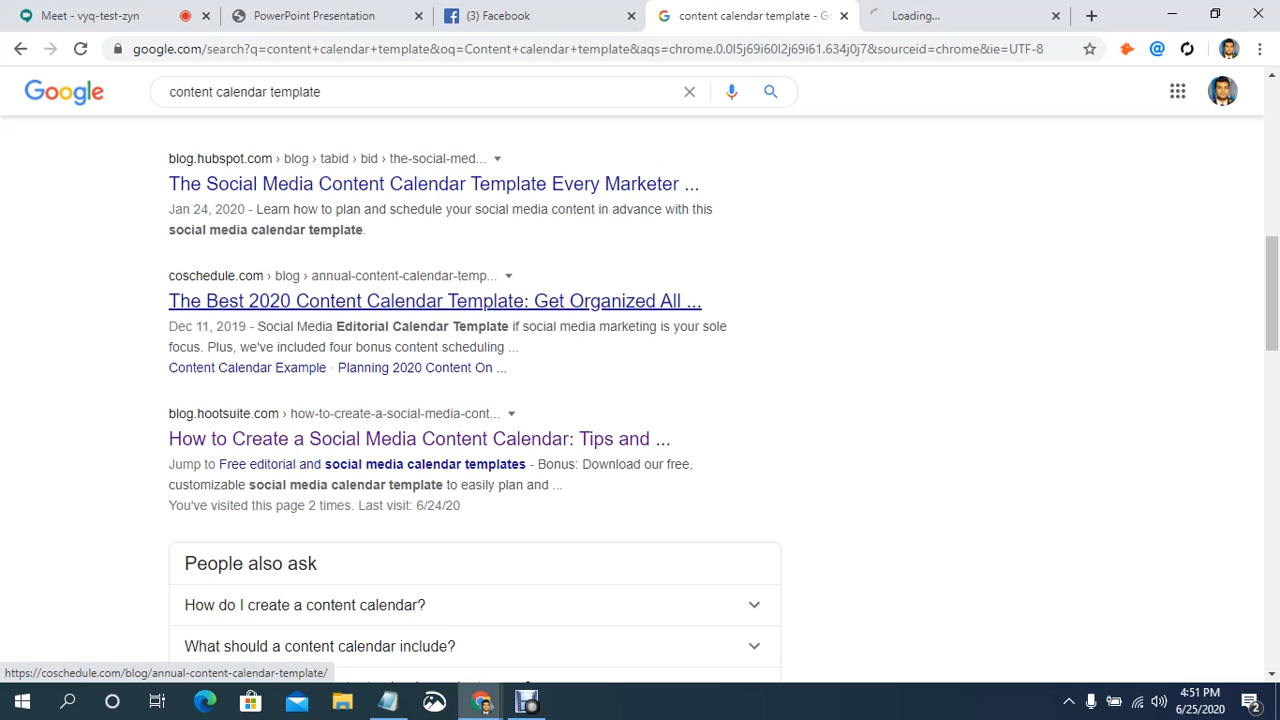 Meet - vyq-test-zyn
PowerPoint Presentation
(3) Facebook
content calendar template - Go
Loading...
google.com/search?q=content+calendar+template&oq=Content+calendar+template&aqs=chrome.0.0l5j69i60l2j69i61.634j0j7&sourceid=chrome&ie=UTF-8
Google
content calendar template
blog.hubspot.com › blog › tabid › bid › the-social-med...
The Social Media Content Calendar Template Every Marketer ...
Jan 24, 2020 - Learn how to plan and schedule your social media content in advance with this
social media calendar template.
coschedule.com › blog › annual-content-calendar-temp...
The Best 2020 Content Calendar Template: Get Organized All ...
Dec 11, 2019 - Social Media Editorial Calendar Template if social media marketing is your sole
focus. Plus, we've included four bonus content scheduling ...
Content Calendar Example · Planning 2020 Content On ...
blog.hootsuite.com › how-to-create-a-social-media-cont...
How to Create a Social Media Content Calendar: Tips and ...
Jump to Free editorial and social media calendar templates - Bonus: Download our free,
customizable social media calendar template to easily plan and ...
You've visited this page 2 times. Last visit: 6/24/20
People also ask
How do I create a content calendar?
What should a content calendar include?
https://coschedule.com/blog/annual-content-calendar-template/
4:51 PM
6/25/2020
2